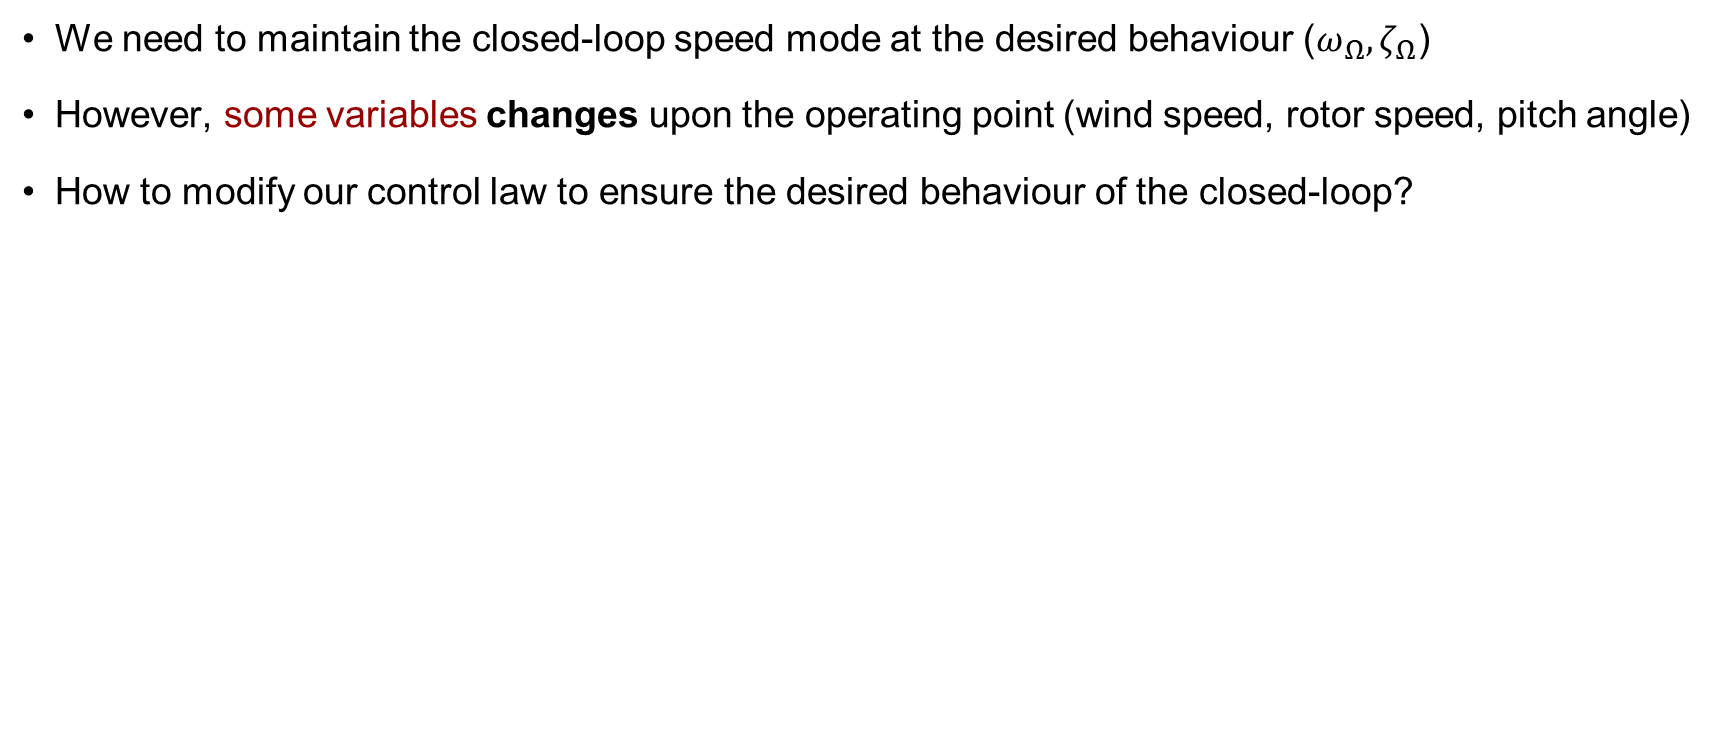 • We need to maintain the closed-loop speed mode at the desired behaviour (𝜔Ω, 𝜁Ω)
• However, some variables changes upon the operating point (wind speed, rotor speed, pitch angle)
• How to modify our control law to ensure the desired behaviour of the closed-loop?